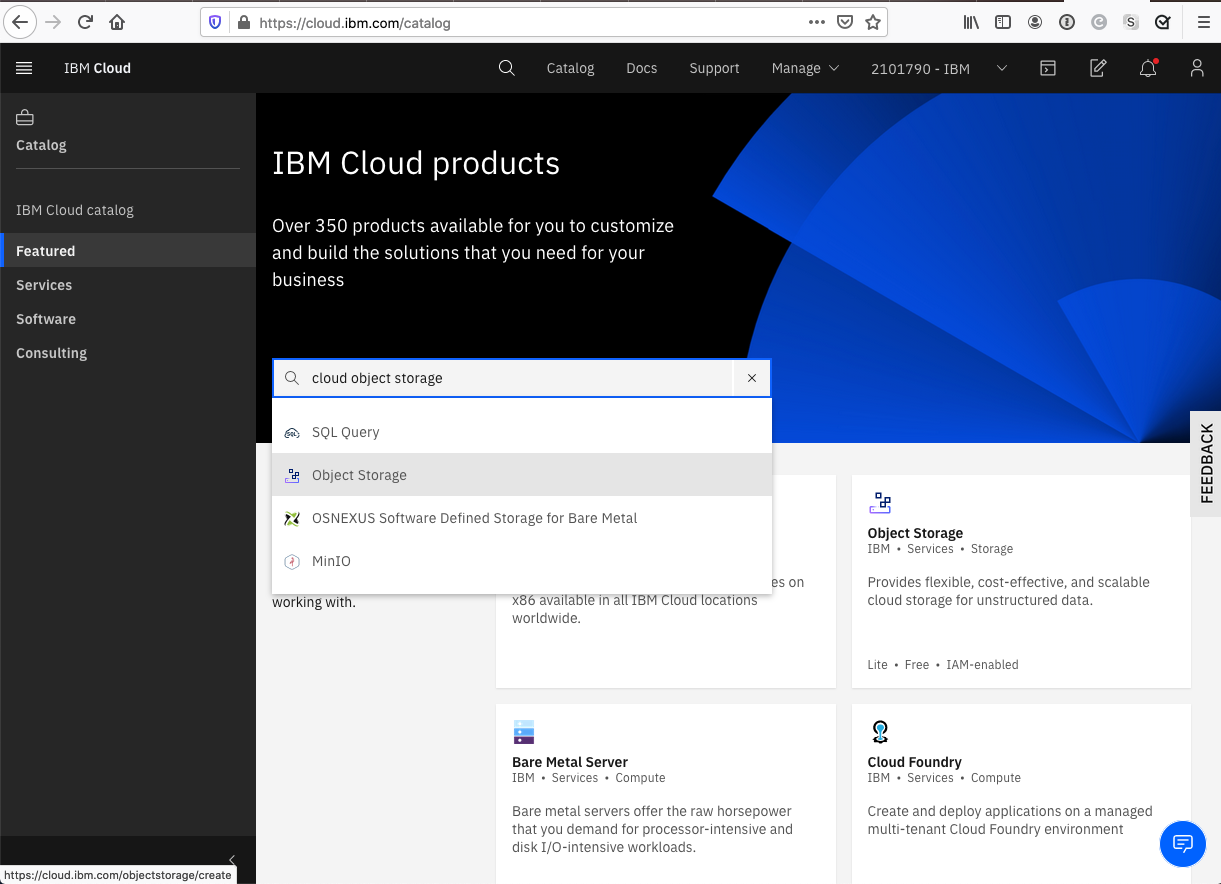 https://cloud.ibm.com/catalog
IBM Cloud
Catalog
Docs
Support
Manage
2101790 - IBM
Catalog
IBM Cloud catalog
Featured
Services
Software
Consulting
IBM Cloud products
Over 350 products available for you to customize
and build the solutions that you need for your
business
cloud object storage
SQL Query
Object Storage
OSNEXUS Software Defined Storage for Bare Metal
MinIO
working with.
es on
x86 available in all IBM Cloud locations
worldwide.
Object Storage
IBM • Services • Storage
Provides flexible, cost-effective, and scalable
cloud storage for unstructured data.
Lite • Free • IAM-enabled
Bare Metal Server
IBM • Services • Compute
Bare metal servers offer the raw horsepower
that you demand for processor-intensive and
disk I/O-intensive workloads.
Cloud Foundry
IBM • Services • Compute
Create and deploy applications on a managed
multi-tenant Cloud Foundry environment
FEEDBACK
https://cloud.ibm.com/objectstorage/create